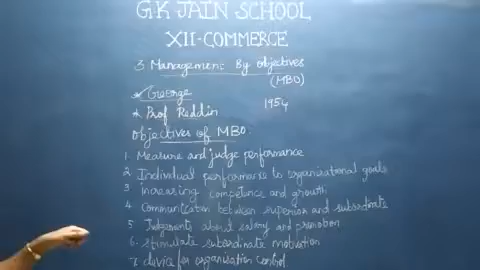 G K JAIN SCHOOL
XII-COMMERCE
3 Management By Objectives
(MBO)
George
1954
Prof Reddin
Objectives of MBO:
1. Measure and judge performance
2. Individual performance to organizational goals
3 increasing competence and growth
4. Communication between superior and subordinate
5. Judgements about salary and promotion
6. stimulate subordinate motivation
7. device for organization control